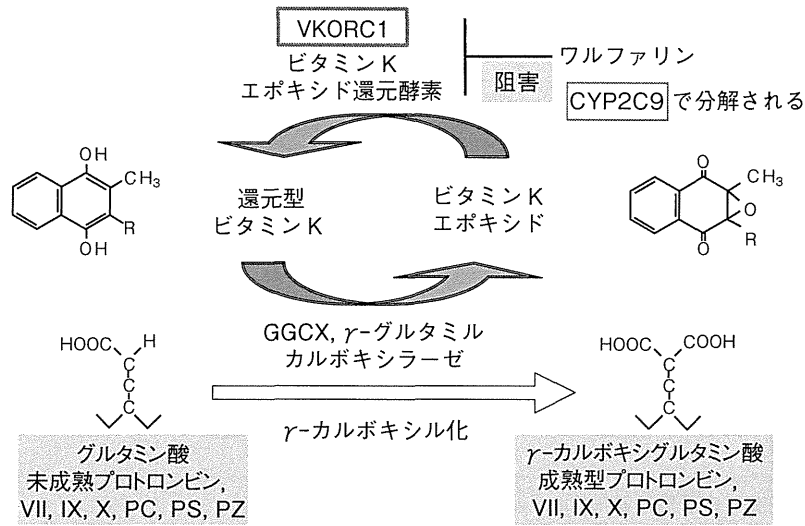 VKORC1
ビタミンK
エポキシド還元酵素
ワルファリン
阻害
CYP2C9で分解される
OH
CH3
R
OH
還元型
ビタミンK
ビタミンK
エポキシド
O
CH3
O
R
O
GGCX, γ-グルタミル
カルボキシラーゼ
γ-カルボキシル化
HOOC H
C
C
C
グルタミン酸
未成熟プロトロンビン,
VII, IX, X, PC, PS, PZ
HOOC COOH
C
C
C
γ-カルボキシグルタミン酸
成熟型プロトロンビン,
VII, IX, X, PC, PS, PZ